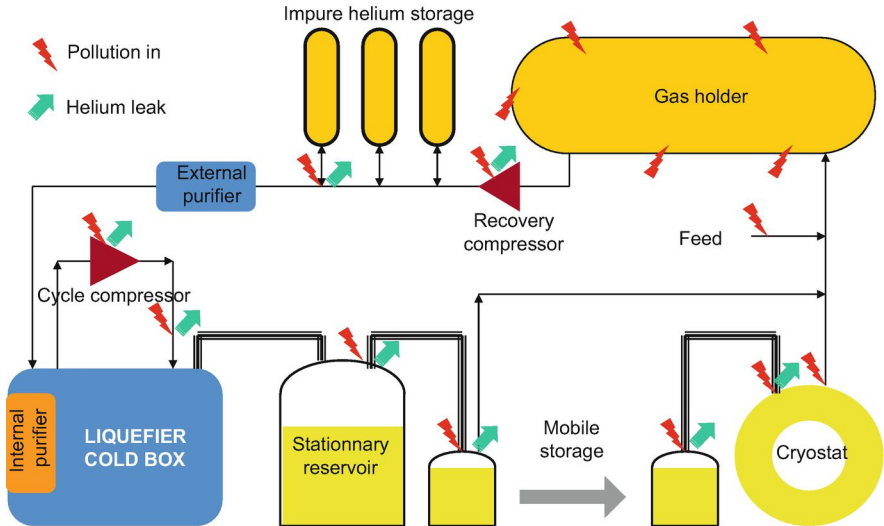 Impure helium storage
Pollution in
Helium leak
Gas holder
External
purifier
Recovery
compressor
Feed
Cycle compressor
Internal
purifier
LIQUEFIER
COLD BOX
Stationnary
reservoir
Mobile
storage
Cryostat